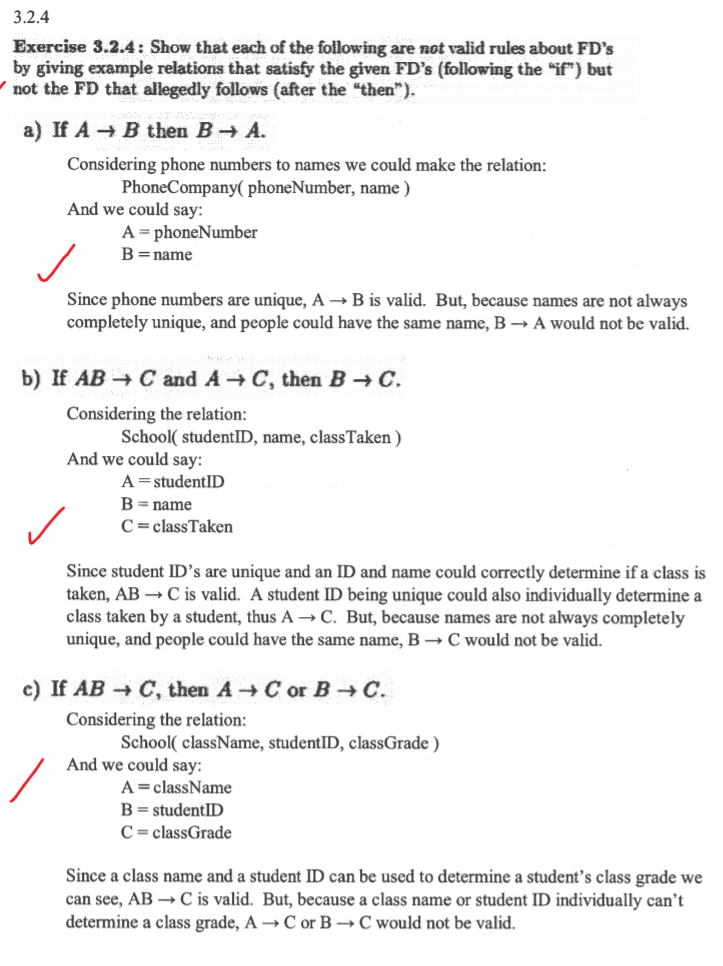 3.2.4
Exercise 3.2.4: Show that each of the following are not valid rules about FD's
by giving example relations that satisfy the given FD's (following the "if") but
not the FD that allegedly follows (after the "then").
a) If A → B then B → A.
Considering phone numbers to names we could make the relation:
PhoneCompany( phoneNumber, name )
And we could say:
A = phoneNumber
B = name
Since phone numbers are unique, A → B is valid. But, because names are not always
completely unique, and people could have the same name, B → A would not be valid.
b) If AB → C and A → C, then B → C.
Considering the relation:
School( studentID, name, classTaken )
And we could say:
A = studentID
B = name
C = classTaken
Since student ID's are unique and an ID and name could correctly determine if a class is
taken, AB → C is valid. A student ID being unique could also individually determine a
class taken by a student, thus A → C. But, because names are not always completely
unique, and people could have the same name, B → C would not be valid.
c) If AB → C, then A → C or B → C.
Considering the relation:
School( className, studentID, classGrade )
And we could say:
A = className
B = studentID
C = classGrade
Since a class name and a student ID can be used to determine a student's class grade we
can see, AB → C is valid. But, because a class name or student ID individually can't
determine a class grade, A → C or B → C would not be valid.